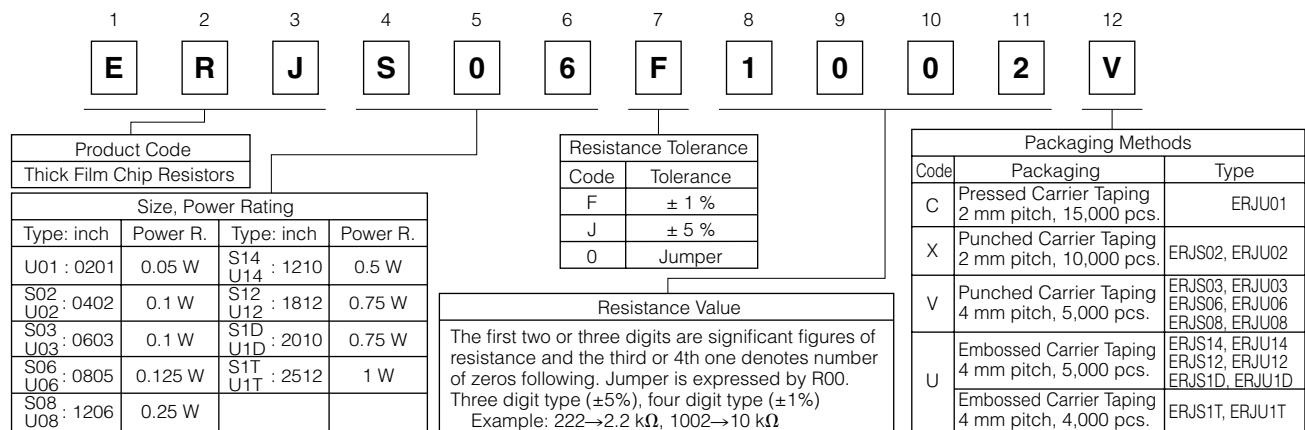 1 2 3 4 5 6 7 8 9 10 11 12
E R J S 0 6 F 1 0 0 2 V
Product Code
Thick Film Chip Resistors
Size, Power Rating
Type: inch Power R. Type: inch Power R.
U01 : 0201 0.05 W S14 U14 : 1210 0.5 W
S02 U02 : 0402 0.1 W S12 U12 : 1812 0.75 W
S03 U03 : 0603 0.1 W S1D U1D : 2010 0.75 W
S06 U06 : 0805 0.125 W S1T U1T : 2512 1 W
S08 U08 : 1206 0.25 W
Resistance Tolerance
Code Tolerance
F ± 1 %
J ± 5 %
0 Jumper
Resistance Value
The first two or three digits are significant figures of
resistance and the third or 4th one denotes number
of zeros following. Jumper is expressed by R00.
Three digit type (±5%), four digit type (±1%)
Example: 222→2.2 kΩ, 1002→10 kΩ
Packaging Methods
Code Packaging Type
C Pressed Carrier Taping
2 mm pitch, 15,000 pcs. ERJU01
X Punched Carrier Taping
2 mm pitch, 10,000 pcs. ERJS02, ERJU02
V Punched Carrier Taping
4 mm pitch, 5,000 pcs.
ERJS03, ERJU03
ERJS06, ERJU06
ERJS08, ERJU08
U Embossed Carrier Taping
4 mm pitch, 5,000 pcs.
ERJS14, ERJU14
ERJS12, ERJU12
ERJS1D, ERJU1D
Embossed Carrier Taping
4 mm pitch, 4,000 pcs. ERJS1T, ERJU1T